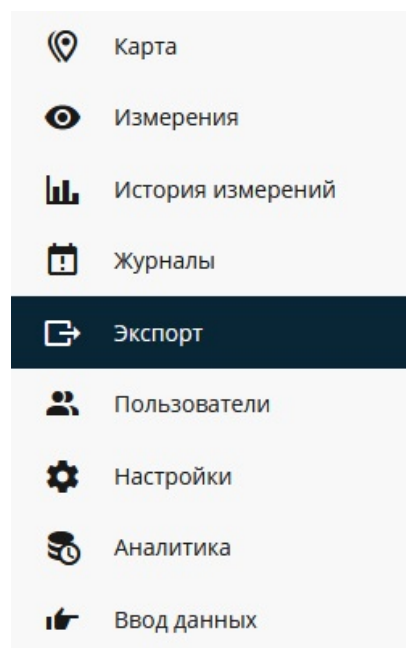 Карта
Измерения
История измерений
Журналы
Экспорт
Пользователи
Настройки
Аналитика
Ввод данных